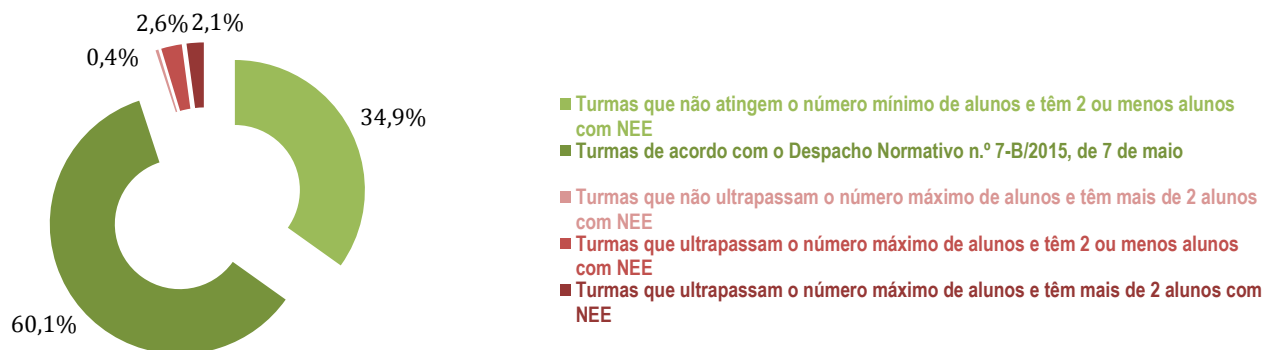 2,6%
2,1%
0,4%
34,9%
60,1%
Turmas que não atingem o número mínimo de alunos e têm 2 ou menos alunos
com NEE
Turmas de acordo com o Despacho Normativo n.º 7-B/2015, de 7 de maio
Turmas que não ultrapassam o número máximo de alunos e têm mais de 2 alunos
com NEE
Turmas que ultrapassam o número máximo de alunos e têm 2 ou menos alunos
com NEE
Turmas que ultrapassam o número máximo de alunos e têm mais de 2 alunos com
NEE